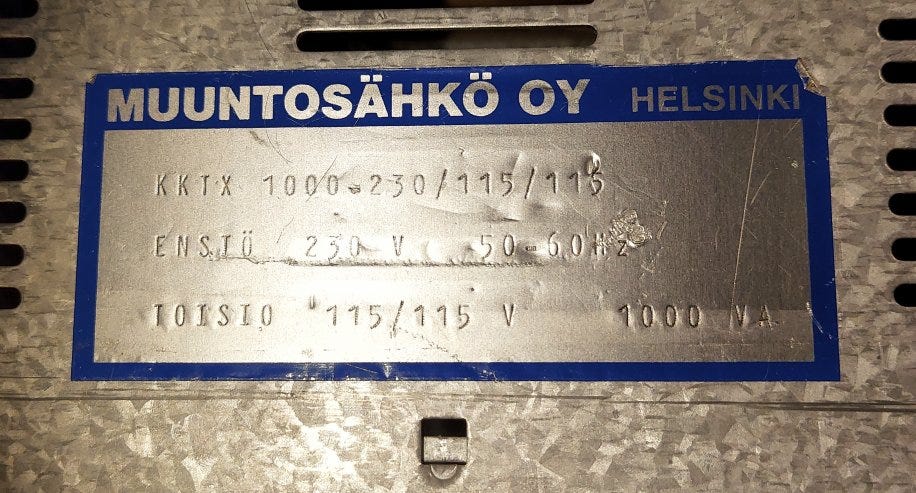 MUUNTOSÄHKÖ OY HELSINKI
KKTX 1000-230/115/115
ENSIÖ 230 V 50-60Hz
TOISIO 115/115 V 1000 VA